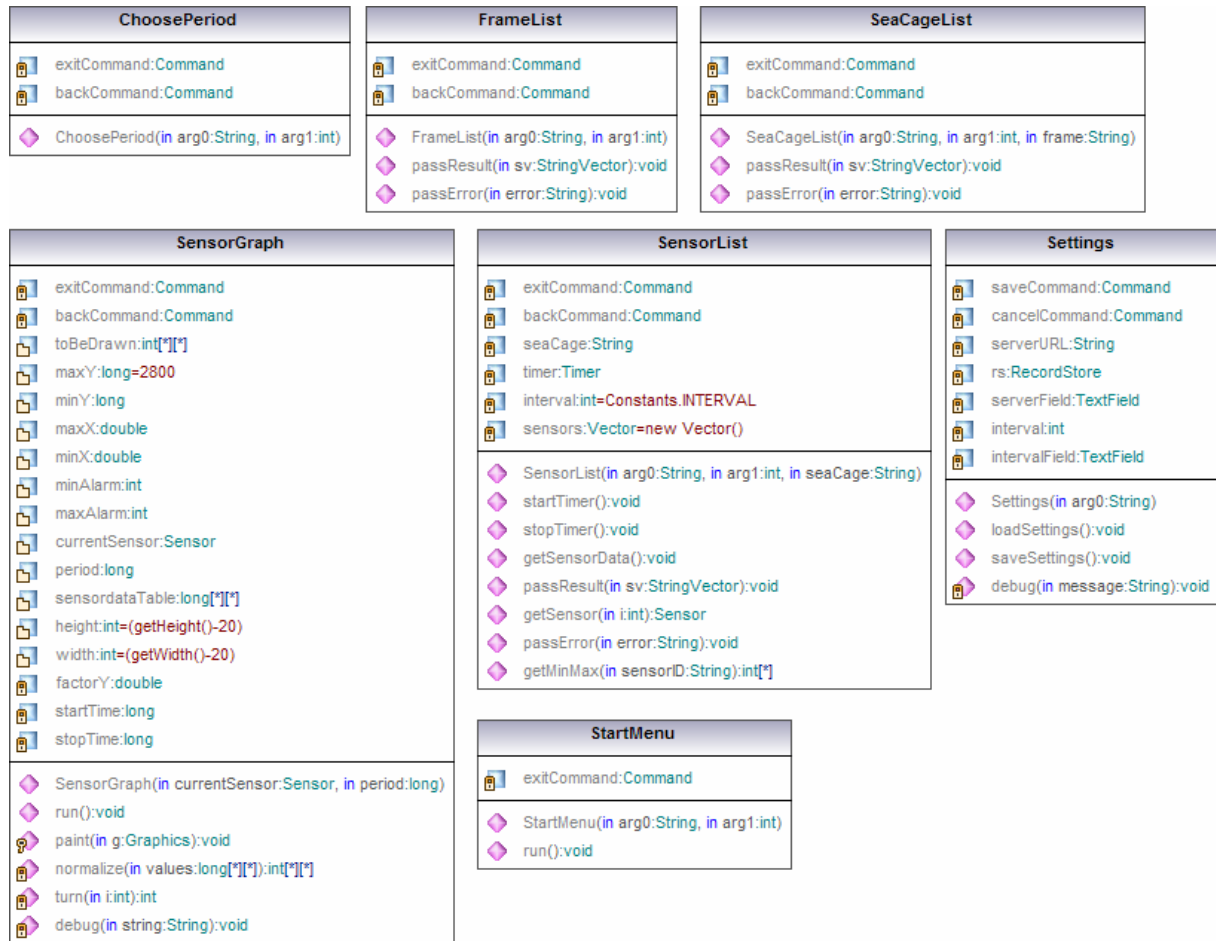 ChoosePeriod
exitCommand:Command
backCommand:Command
ChoosePeriod(in arg0:String, in arg1:int)
FrameList
exitCommand:Command
backCommand:Command
FrameList(in arg0:String, in arg1:int)
passResult(in sv:StringVector):void
passError(in error:String):void
SeaCageList
exitCommand:Command
backCommand:Command
SeaCageList(in arg0:String, in arg1:int, in frame:String)
passResult(in sv:StringVector):void
passError(in error:String):void
SensorGraph
exitCommand:Command
backCommand:Command
toBeDrawn:int[*][*]
maxY:long=2800
minY:long
maxX:double
minX:double
minAlarm:int
maxAlarm:int
currentSensor:Sensor
period:long
sensordataTable:long[*][*]
height:int=(getHeight()-20)
width:int=(getWidth()-20)
factorY:double
startTime:long
stopTime:long
SensorGraph(in currentSensor:Sensor, in period:long)
run():void
paint(in g:Graphics):void
normalize(in values:long[*][*]):int[*][*]
turn(in i:int):int
debug(in string:String):void
SensorList
exitCommand:Command
backCommand:Command
seaCage:String
timer:Timer
interval:int=Constants.INTERVAL
sensors:Vector=new Vector()
SensorList(in arg0:String, in arg1:int, in seaCage:String)
startTimer():void
stopTimer():void
getSensorData():void
passResult(in sv:StringVector):void
getSensor(in i:int):Sensor
passError(in error:String):void
getMinMax(in sensorID:String):int[*]
Settings
saveCommand:Command
cancelCommand:Command
serverURL:String
rs:RecordStore
serverField:TextField
interval:int
intervalField:TextField
Settings(in arg0:String)
loadSettings():void
saveSettings():void
debug(in message:String):void
StartMenu
exitCommand:Command
StartMenu(in arg0:String, in arg1:int)
run():void